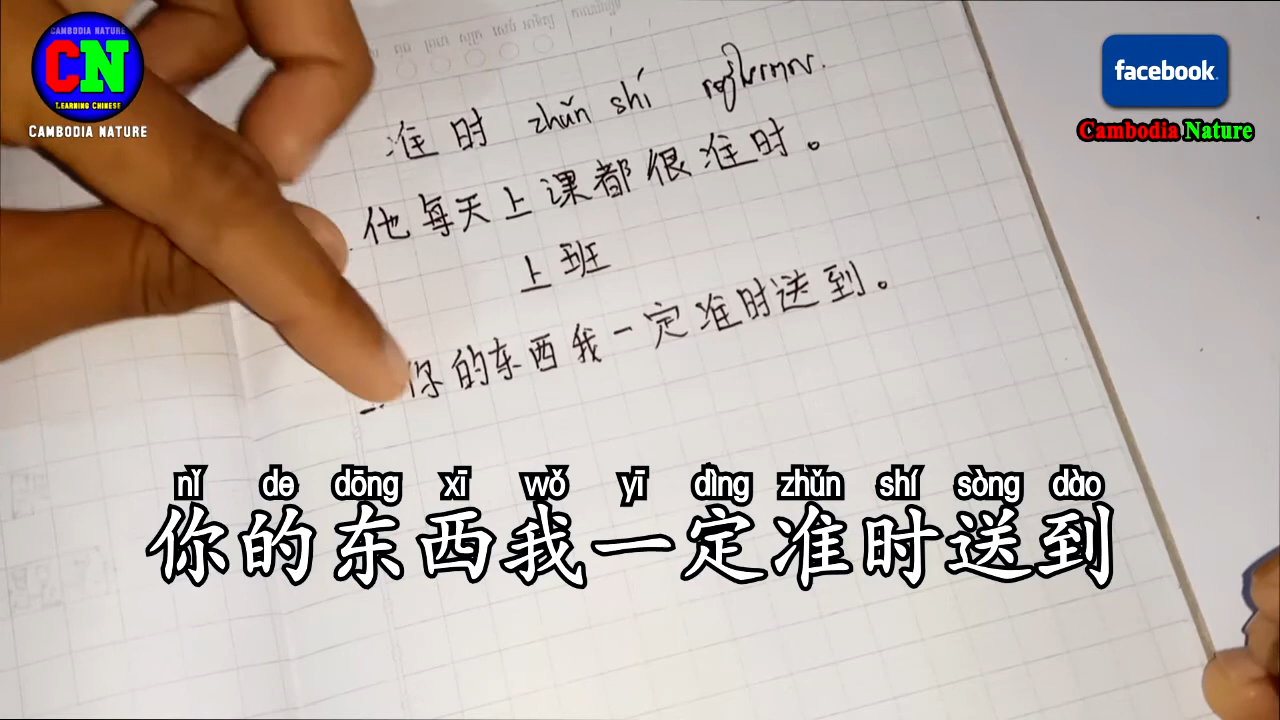 CAMBODIA NATURE
CN
LEARNING CHINESE
CAMBODIA NATURE
facebook
Cambodia Nature
准时 zhǔn shí
他每天上课都很准时。
上班
你的东西我一定准时送到。
nǐ de dōng xī wǒ yī dìng zhǔn shí sòng dào
你的东西我一定准时送到